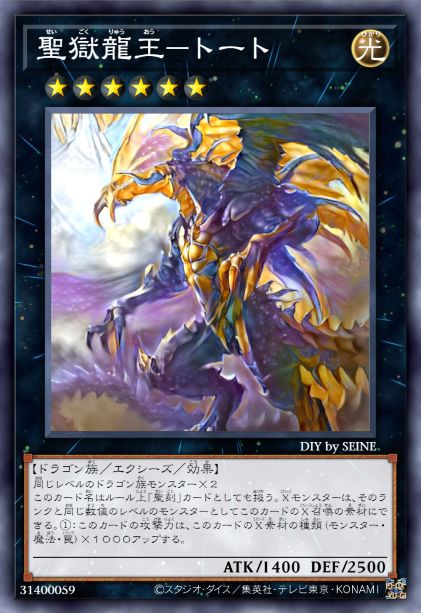 聖獄龍王－トート
光
DIY by SEINE
【ドラゴン族／エクシーズ／効果】
同じレベルのドラゴン族モンスター×２
このカード名はルール上「聖刻」カードとしても扱う。Ｘモンスターは、そのラ
ンクと同じ数値のレベルのモンスターとしてこのカードのＸ召喚の素材にで
きる。①：このカードの攻撃力は、このカードのＸ素材の種類（モンスター・
魔法・罠）×１０００アップする。
ATK/1400 DEF/2500
31400059
©スタジオ・ダイス／集英社・テレビ東京・KONAMI